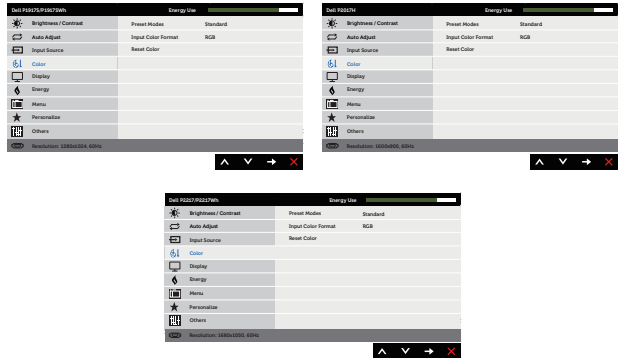 Dell P1917S/P1917SWh Energy Use
Brightness / Contrast Preset Modes Standard
Auto Adjust Input Color Format RGB
Input Source Reset Color
Color
Display
Energy
Menu
Personalize
Others
Resolution: 1280x1024, 60Hz
Dell P2017H Energy Use
Brightness / Contrast Preset Modes Standard
Auto Adjust Input Color Format RGB
Input Source Reset Color
Color
Display
Energy
Menu
Personalize
Others
Resolution: 1600x900, 60Hz
Dell P2217/P2217Wh Energy Use
Brightness / Contrast Preset Modes Standard
Auto Adjust Input Color Format RGB
Input Source Reset Color
Color
Display
Energy
Menu
Personalize
Others
Resolution: 1680x1050, 60Hz